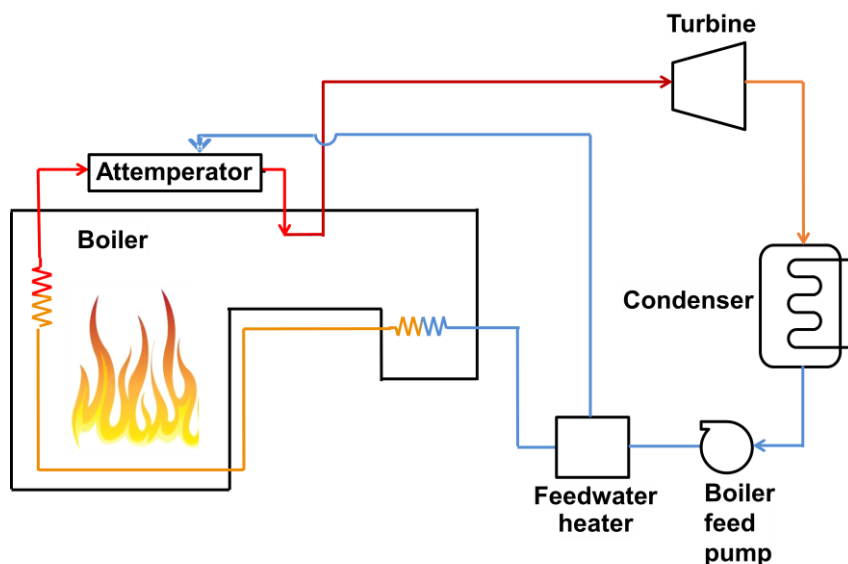 Turbine
Attemperator
Boiler
Condenser
Feedwater
heater
Boiler
feed
pump